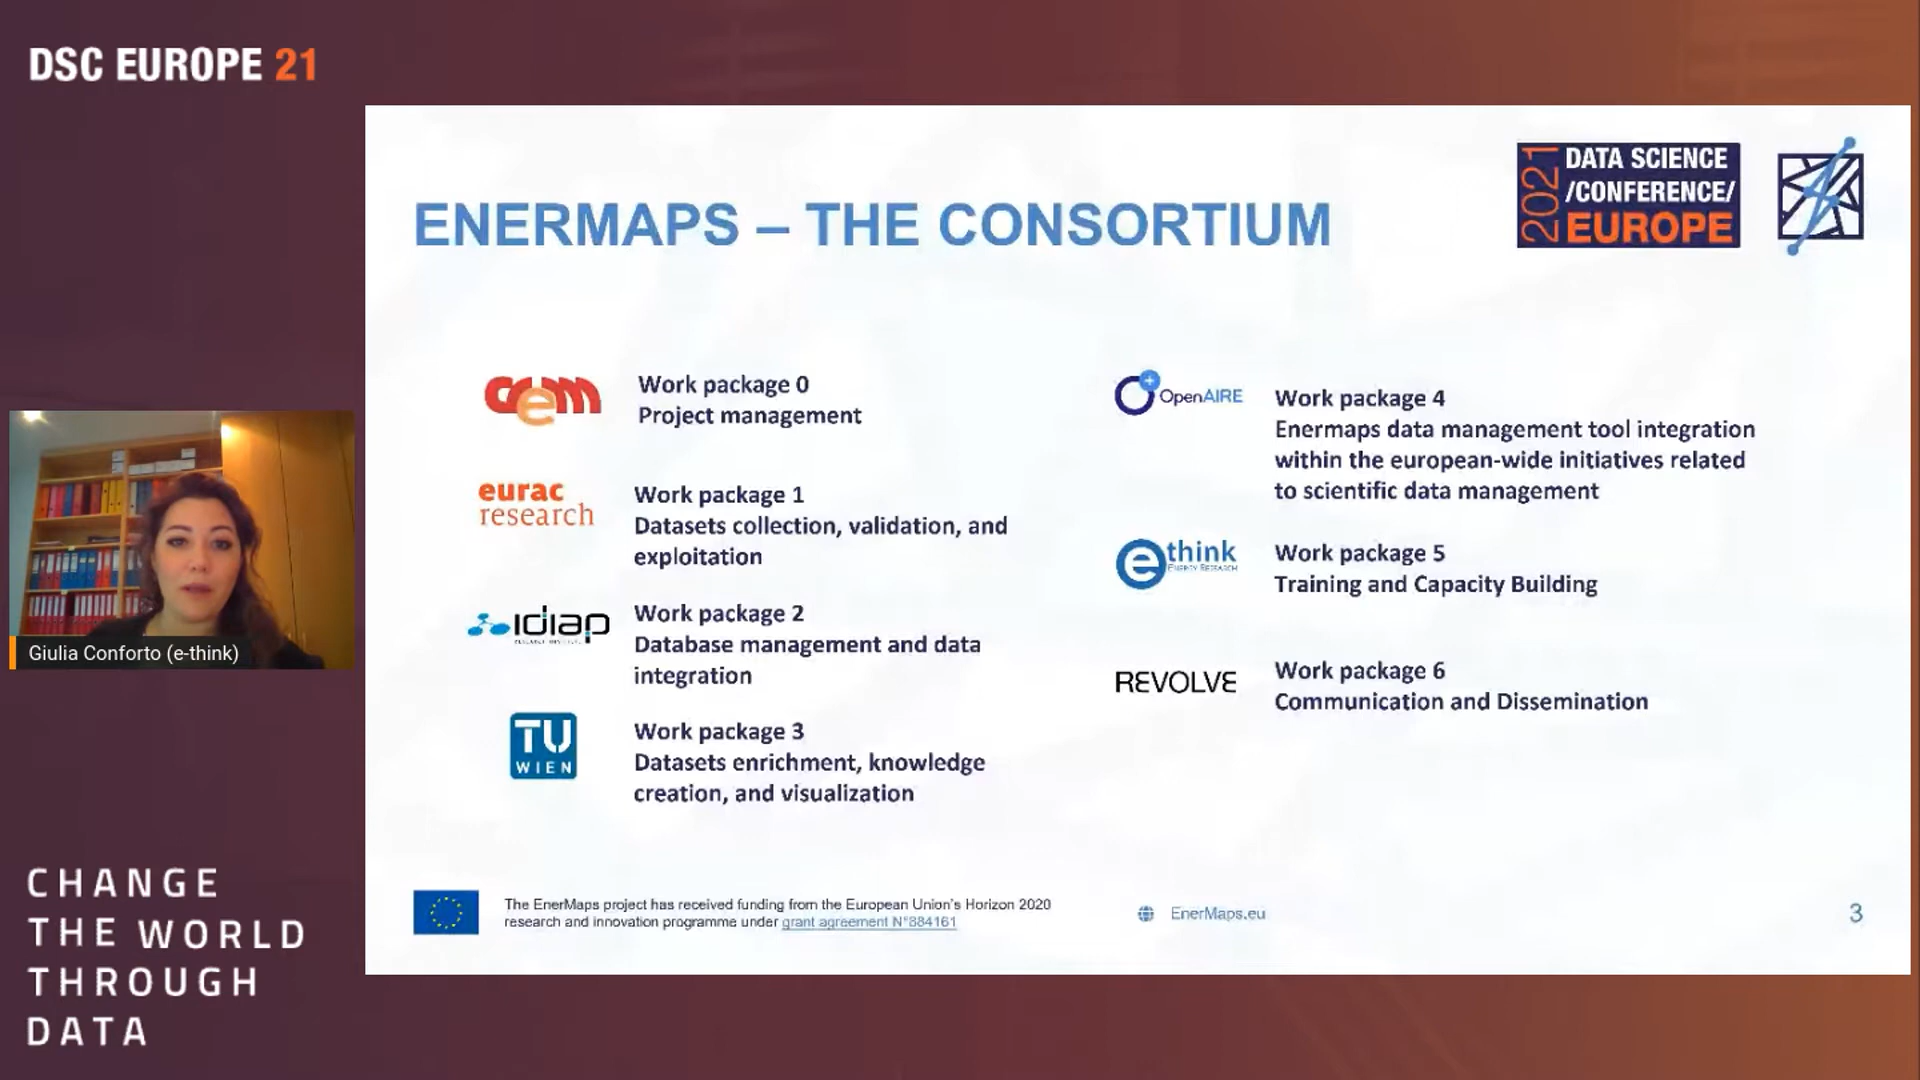 DSC EUROPE 21
2021
DATA SCIENCE
/CONFERENCE/
EUROPE
ENERMAPS – THE CONSORTIUM
crem
Work package 0
Project management
eurac
research
Work package 1
Datasets collection, validation, and
exploitation
idiap
RESEARCH INSTITUTE
Work package 2
Database management and data
integration
TU
WIEN
Work package 3
Datasets enrichment, knowledge
creation, and visualization
OpenAIRE
Work package 4
Enermaps data management tool integration
within the european-wide initiatives related
to scientific data management
e think
ENERGY RESEARCH
Work package 5
Training and Capacity Building
REVOLVE
Work package 6
Communication and Dissemination
Giulia Conforto (e-think)
CHANGE
THE WORLD
THROUGH
DATA
The EnerMaps project has received funding from the European Union's Horizon 2020
research and innovation programme under grant agreement N°884161
EnerMaps.eu
3